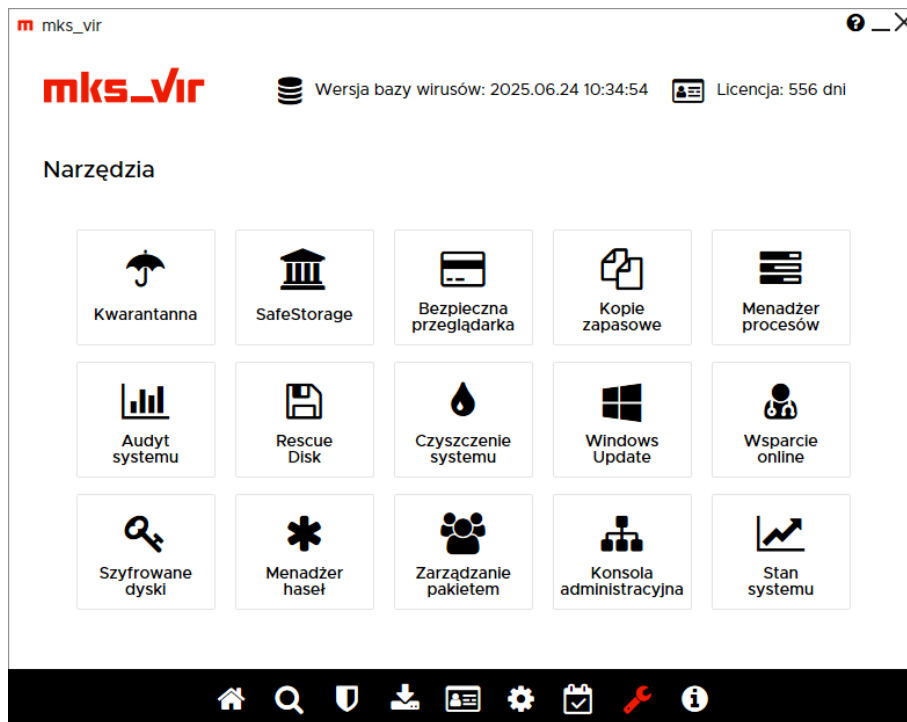 mks_vir
mks_vir
Wersja bazy wirusów: 2025.06.24 10:34:54
Licencja: 556 dni
Narzędzia
Kwarantanna
SafeStorage
Bezpieczna
przeglądarka
Kopie
zapasowe
Menadżer
procesów
Audyt
systemu
Rescue
Disk
Czyszczenie
systemu
Windows
Update
Wsparcie
online
Szyfrowane
dyski
Menadżer
haseł
Zarządzanie
pakietem
Konsola
administracyjna
Stan
systemu